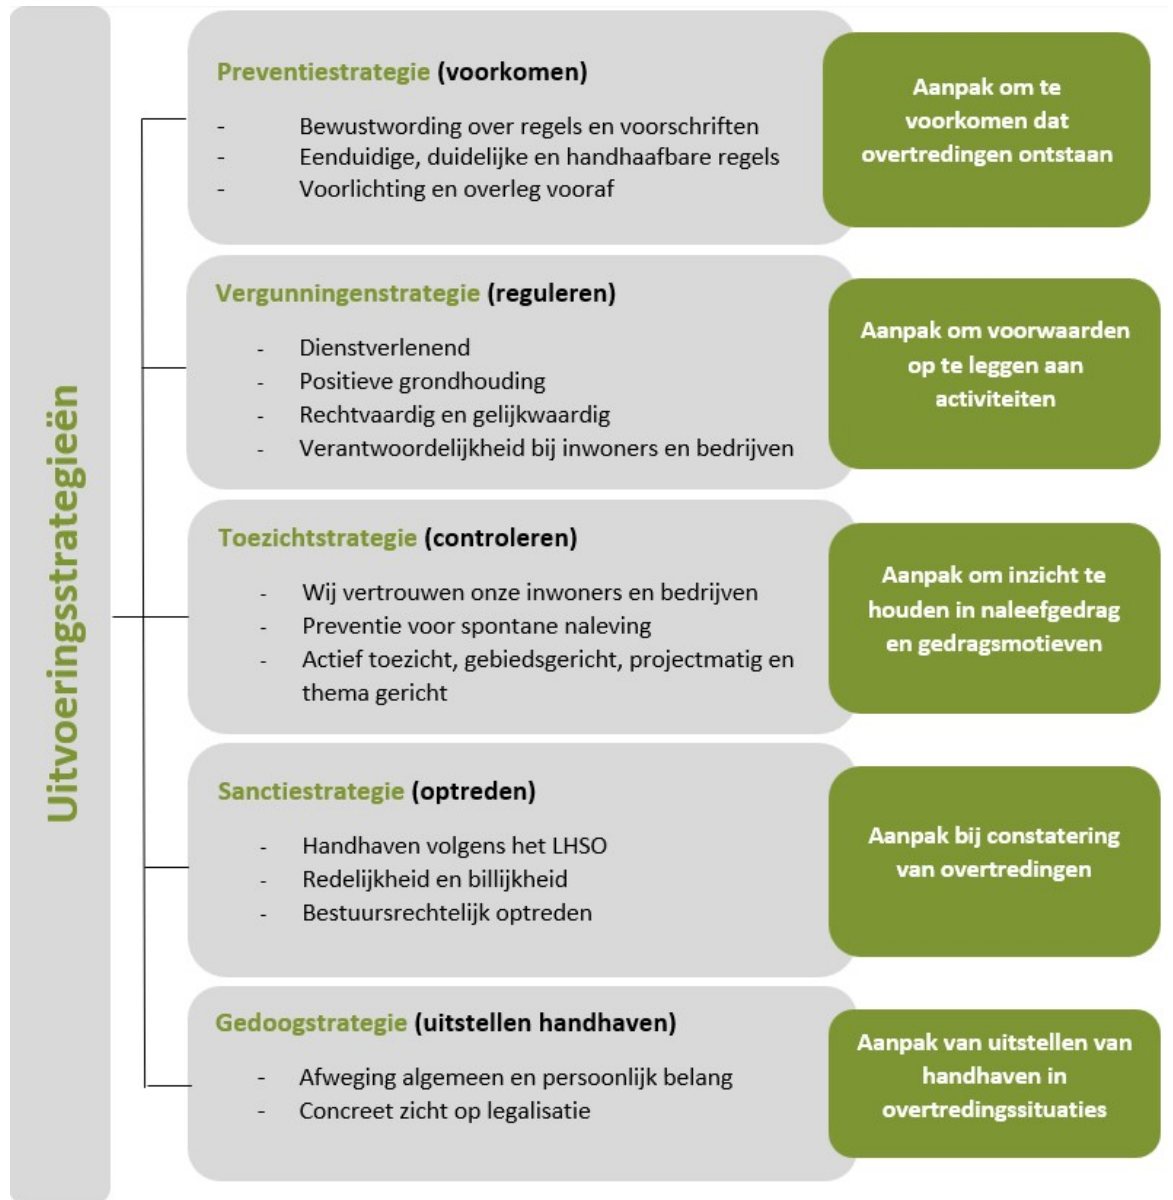 Uitvoeringsstrategieën
Preventiestrategie (voorkomen)
- Bewustwording over regels en voorschriften
- Eenduidige, duidelijke en handhaafbare regels
- Voorlichting en overleg vooraf
Aanpak om te
voorkomen dat
overtredingen ontstaan
Vergunningenstrategie (reguleren)
- Dienstverlenend
- Positieve grondhouding
- Rechtvaardig en gelijkwaardig
- Verantwoordelijkheid bij inwoners en bedrijven
Aanpak om voorwaarden
op te leggen aan
activiteiten
Toezichtstrategie (controleren)
- Wij vertrouwen onze inwoners en bedrijven
- Preventie voor spontane naleving
- Actief toezicht, gebiedsgericht, projectmatig en
thema gericht
Aanpak om inzicht te
houden in naleefgedrag
en gedragsmotieven
Sanctiestrategie (optreden)
- Handhaven volgens het LHSO
- Redelijkheid en billijkheid
- Bestuursrechtelijk optreden
Aanpak bij constatering
van overtredingen
Gedoogstrategie (uitstellen handhaven)
- Afweging algemeen en persoonlijk belang
- Concreet zicht op legalisatie
Aanpak van uitstellen van
handhaven in
overtredingssituaties